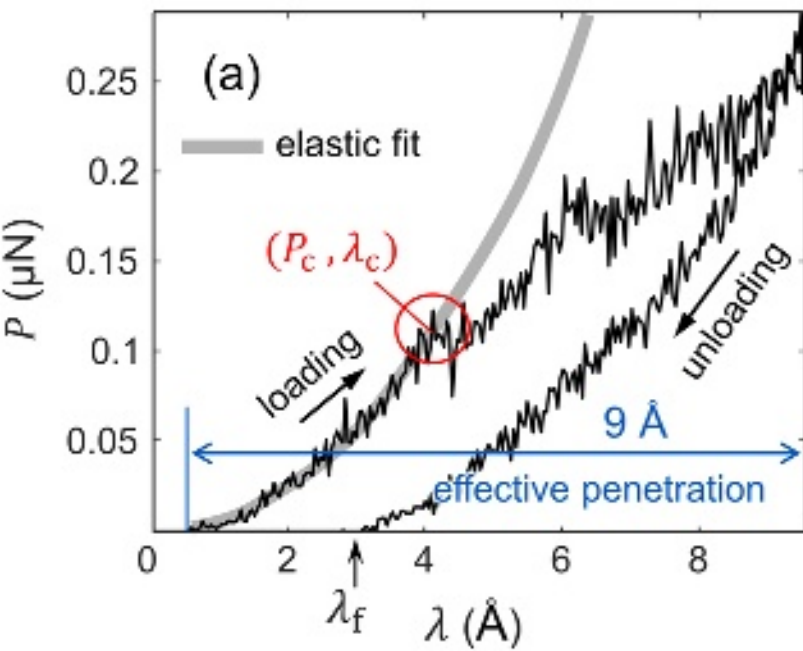 (a)
elastic fit
(P_c, λ_c)
loading
unloading
9 Å
effective penetration
P (μN)
0.25
0.2
0.15
0.1
0.05
0 2 4 6 8
λ_f
λ (Å)